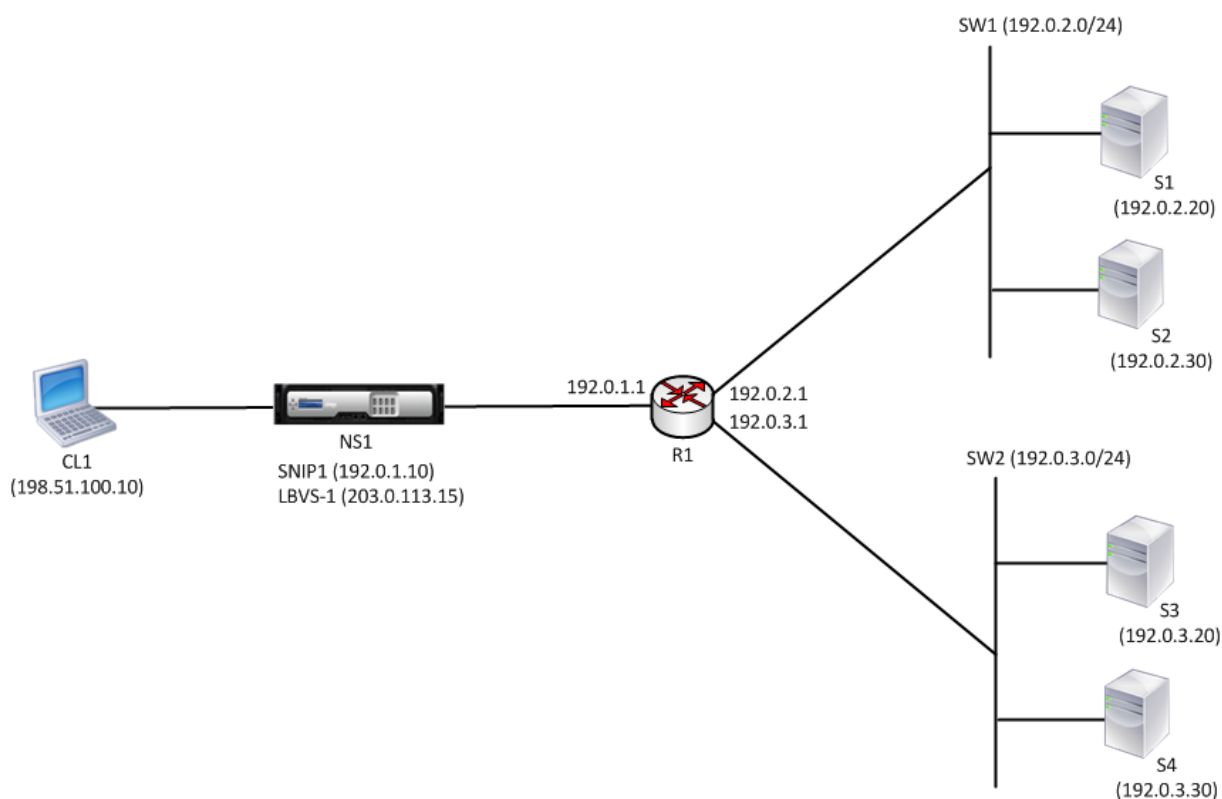 SW1 (192.0.2.0/24)
S1
(192.0.2.20)
S2
(192.0.2.30)
192.0.1.1
192.0.2.1
192.0.3.1
R1
NS1
SNIP1 (192.0.1.10)
LBVS-1 (203.0.113.15)
CL1
(198.51.100.10)
SW2 (192.0.3.0/24)
S3
(192.0.3.20)
S4
(192.0.3.30)